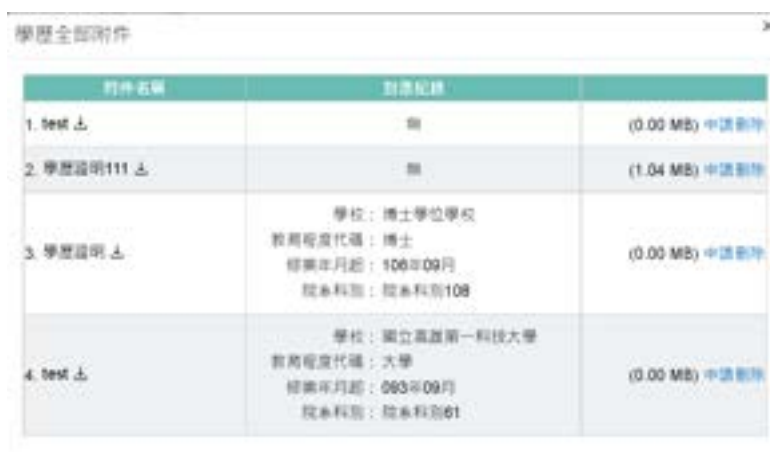 學歷全部附件
附件名稱
對應紀錄
1. test
無
(0.00 MB) 申請刪除
2. 學歷證明111
無
(1.04 MB) 申請刪除
3. 學歷證明
學校：博士學位學校
教育程度代碼：博士
修業年月起：106年09月
院系科別：院系科別108
(0.00 MB) 申請刪除
4. test
學校：國立高雄第一科技大學
教育程度代碼：大學
修業年月起：093年09月
院系科別：院系科別61
(0.00 MB) 申請刪除